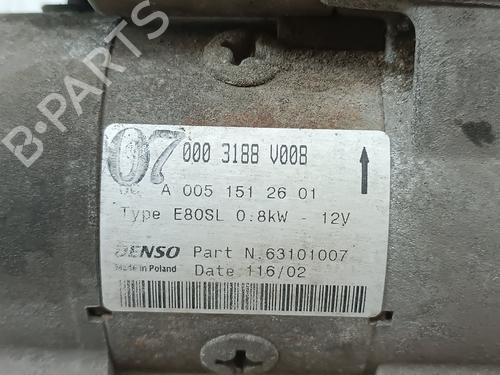 B-PARTS
07 000 3188 V008
A 005 151 26 01
Type E80SL 0.8kW - 12V
DENSO Part N.63101007
Made in Poland Date 116/02